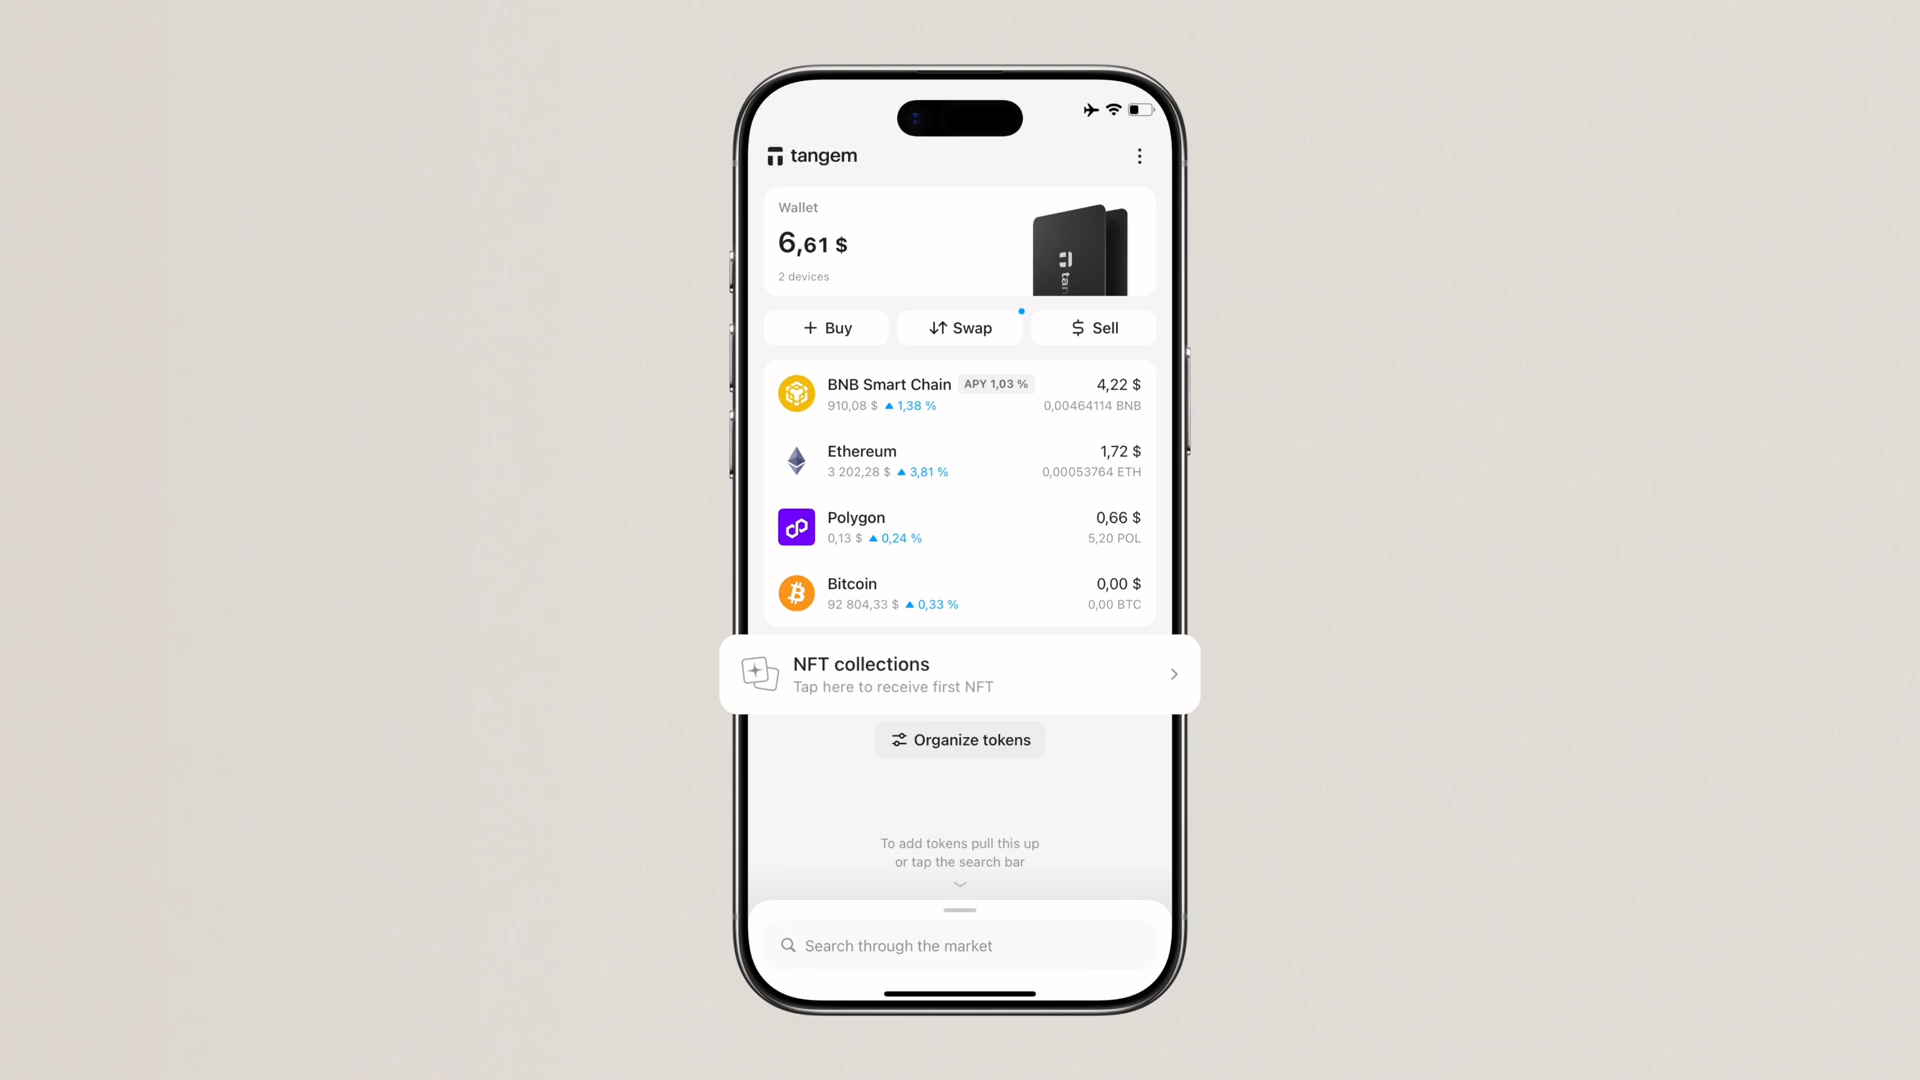 tangem
Wallet
6,61 $
2 devices
tan
Buy
Swap
Sell
BNB Smart Chain APY 1,03 % 4,22 $
910,08 $ 1,38 % 0,00464114 BNB
Ethereum 1,72 $
3 202,28 $ 3,81 % 0,00053764 ETH
Polygon 0,66 $
0,13 $ 0,24 % 5,20 POL
Bitcoin 0,00 $
92 804,33 $ 0,33 % 0,00 BTC
NFT collections
Tap here to receive first NFT
Organize tokens
To add tokens pull this up
or tap the search bar
Search through the market